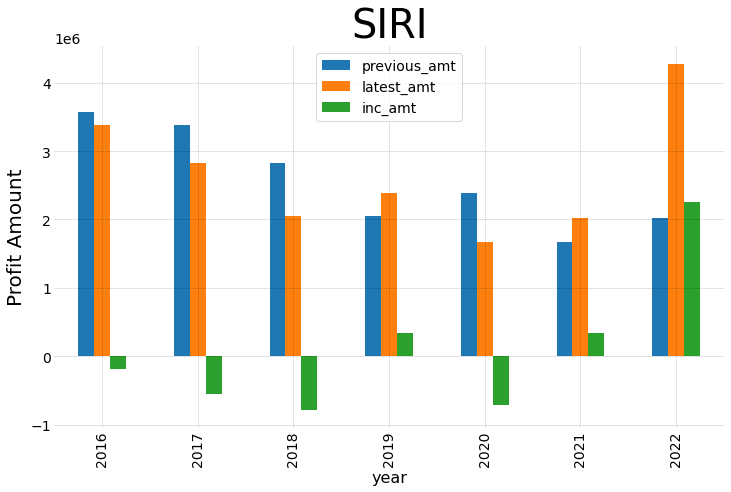 SIRI
1e6
previous_amt
latest_amt
inc_amt
Profit Amount
4
3
2
1
0
−1
2016
2017
2018
2019
2020
2021
2022
year